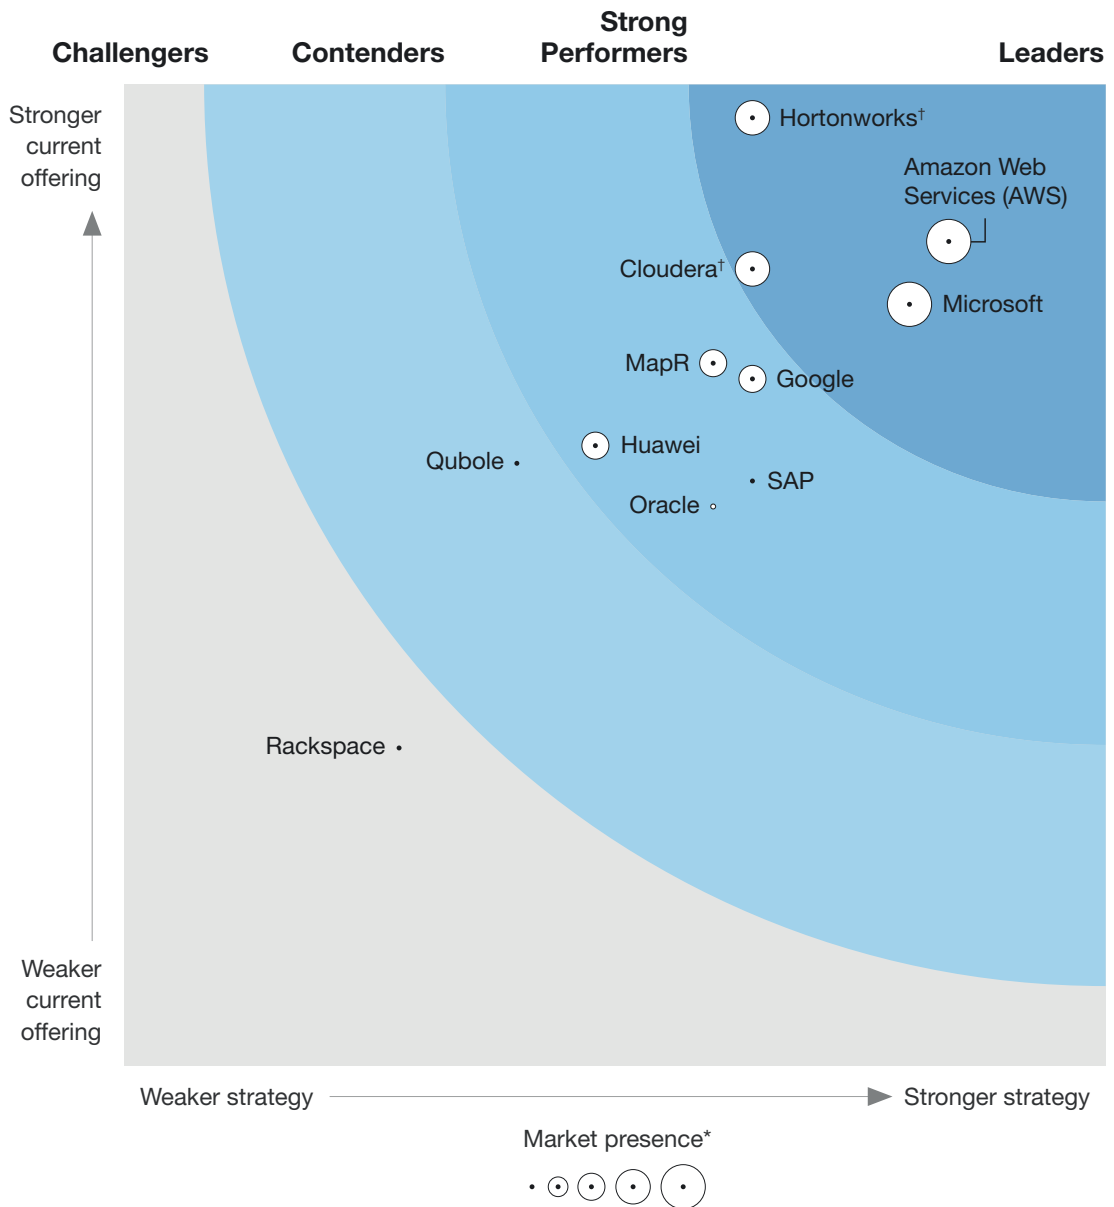 Challengers
Contenders
Strong
Performers
Leaders
Stronger
current
offering
Hortonworks†
Amazon Web
Services (AWS)
Cloudera†
Microsoft
MapR
Google
Huawei
Qubole
SAP
Oracle
Rackspace
Weaker
current
offering
Weaker strategy
Stronger strategy
Market presence*